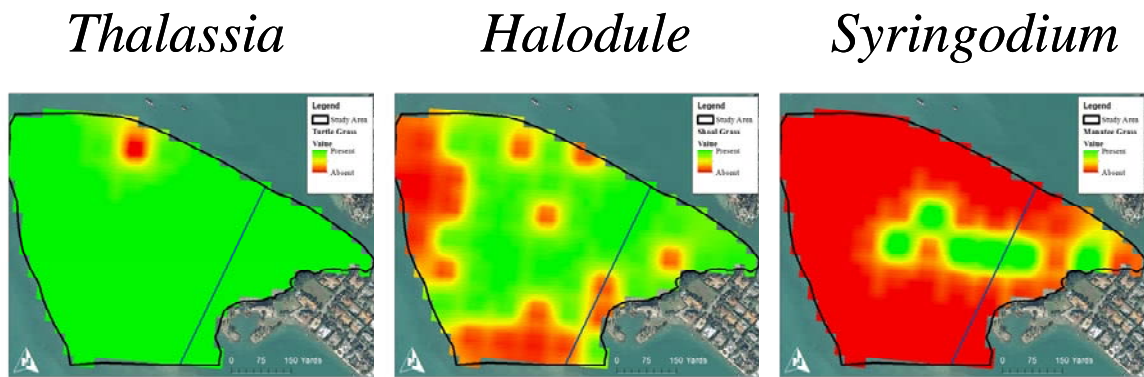 Thalassia
Halodule
Syringodium
Legend
Study Area
Turtle Grass
Value
Present
Absent
0 75 150 Yards
N
Legend
Study Area
Shoal Grass
Value
Present
Absent
0 75 150 Yards
N
Legend
Study Area
Manatee Grass
Value
Present
Absent
0 75 150 Yards
N